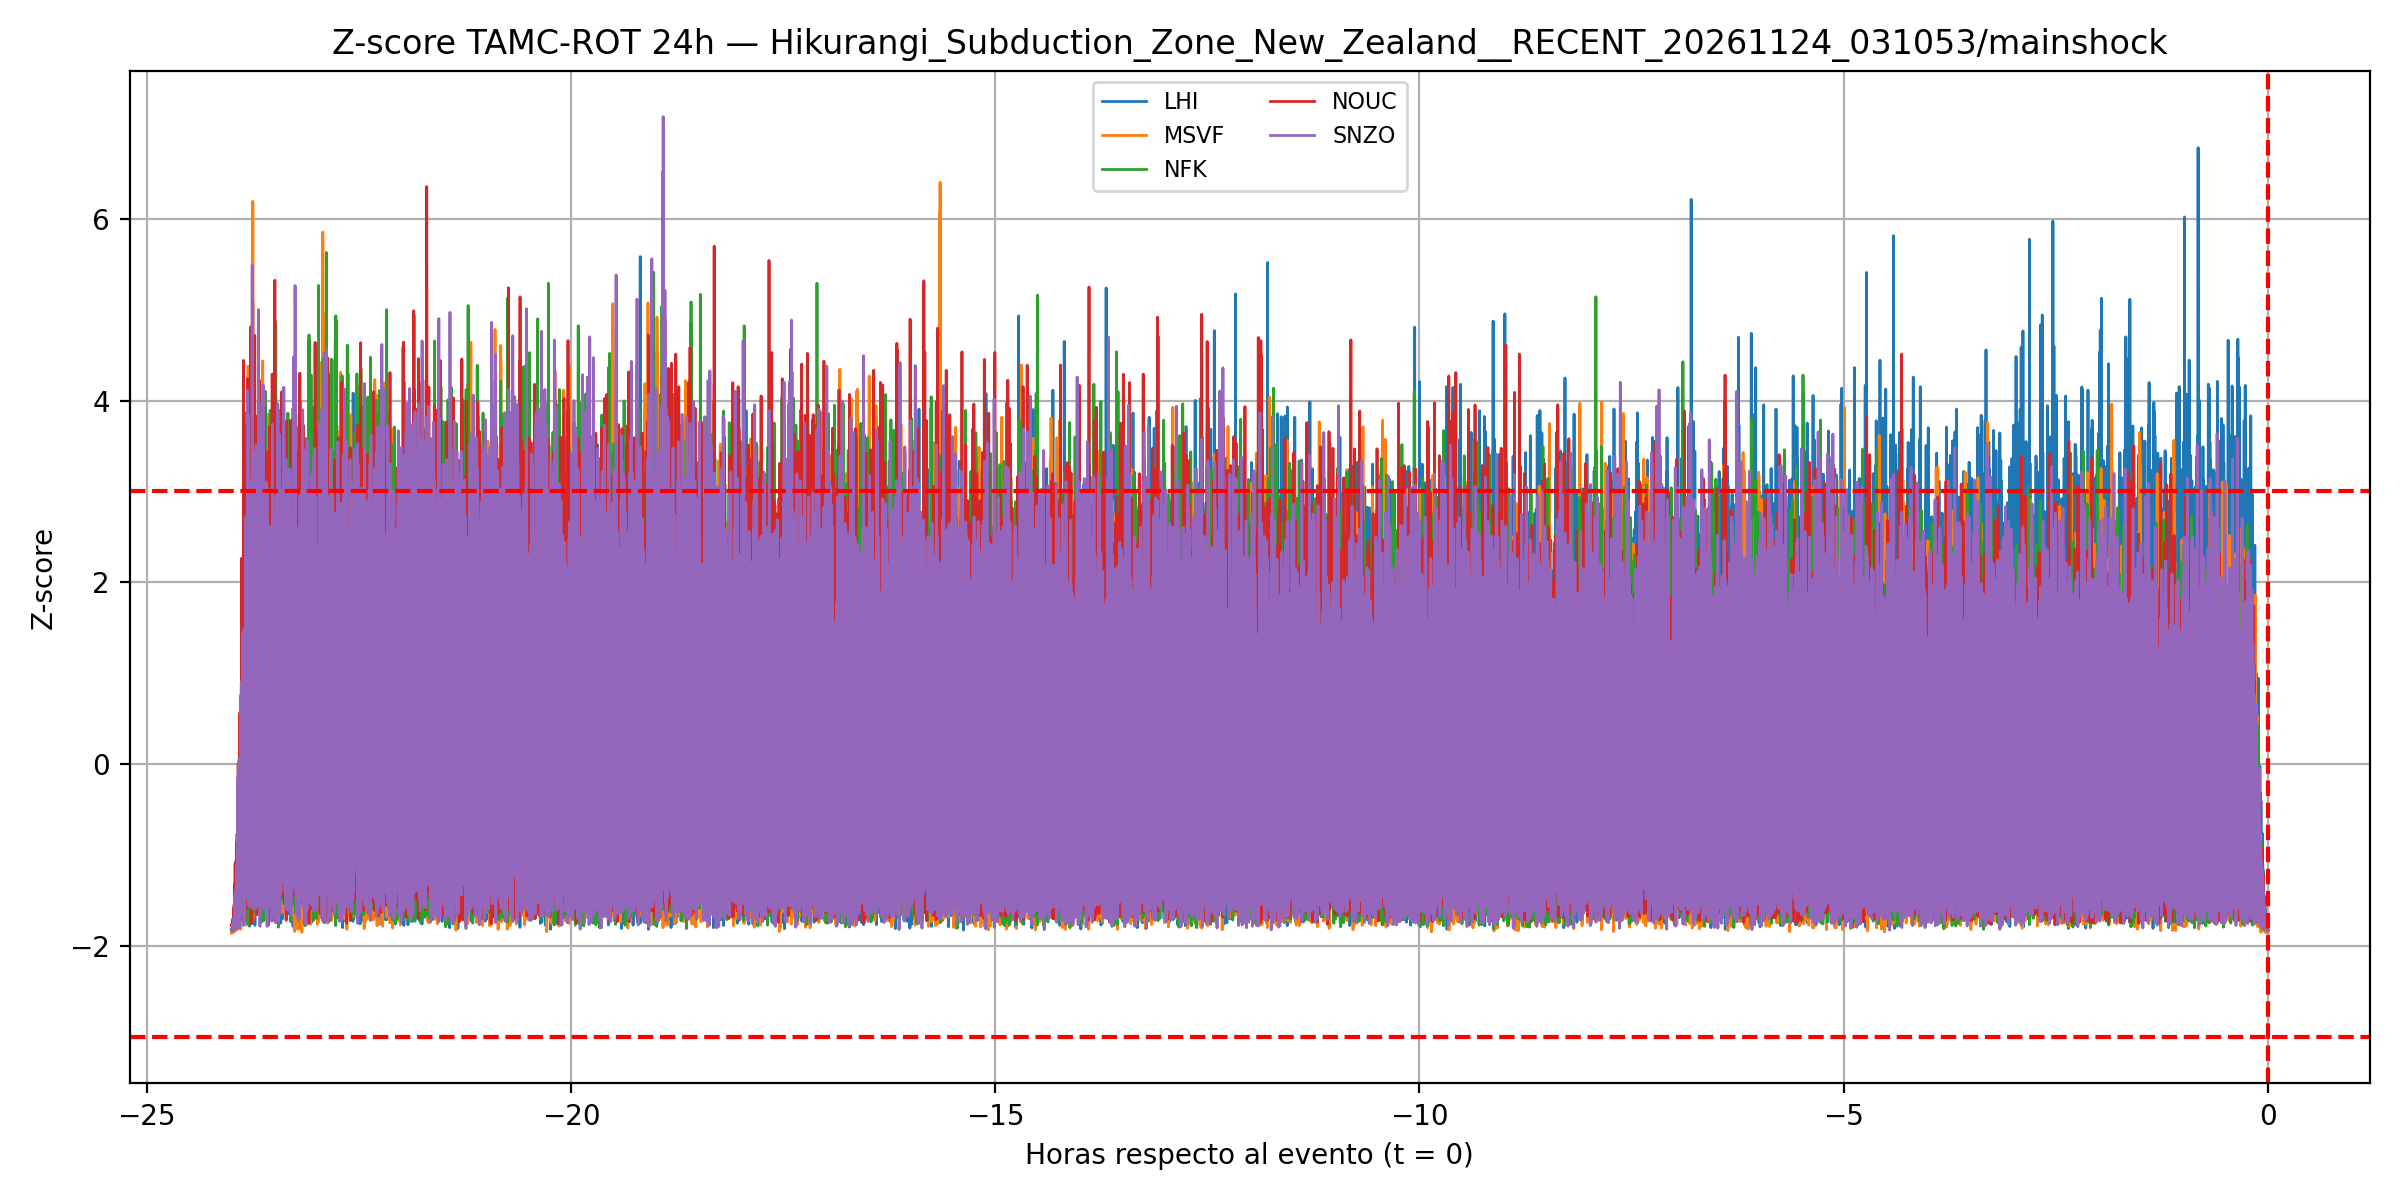 Z-score TAMC-ROT 24h — Hikurangi_Subduction_Zone_New_Zealand__RECENT_20261124_031053/mainshock
LHI
MSVF
NFK
NOUC
SNZO
Z-score
6
4
2
0
−2
−25
−20
−15
−10
−5
0
Horas respecto al evento (t = 0)